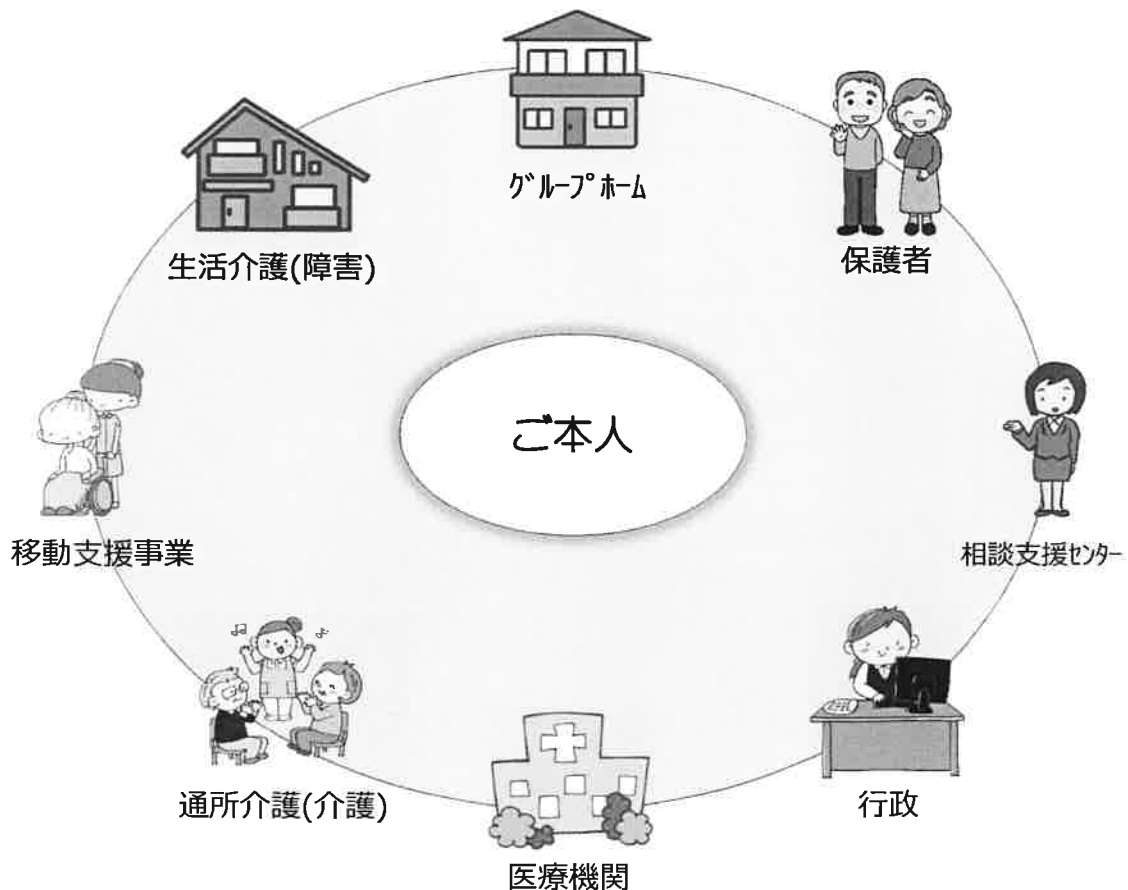 グループホーム
保護者
生活介護(障害)
ご本人
移動支援事業
相談支援センター
通所介護(介護)
行政
医療機関